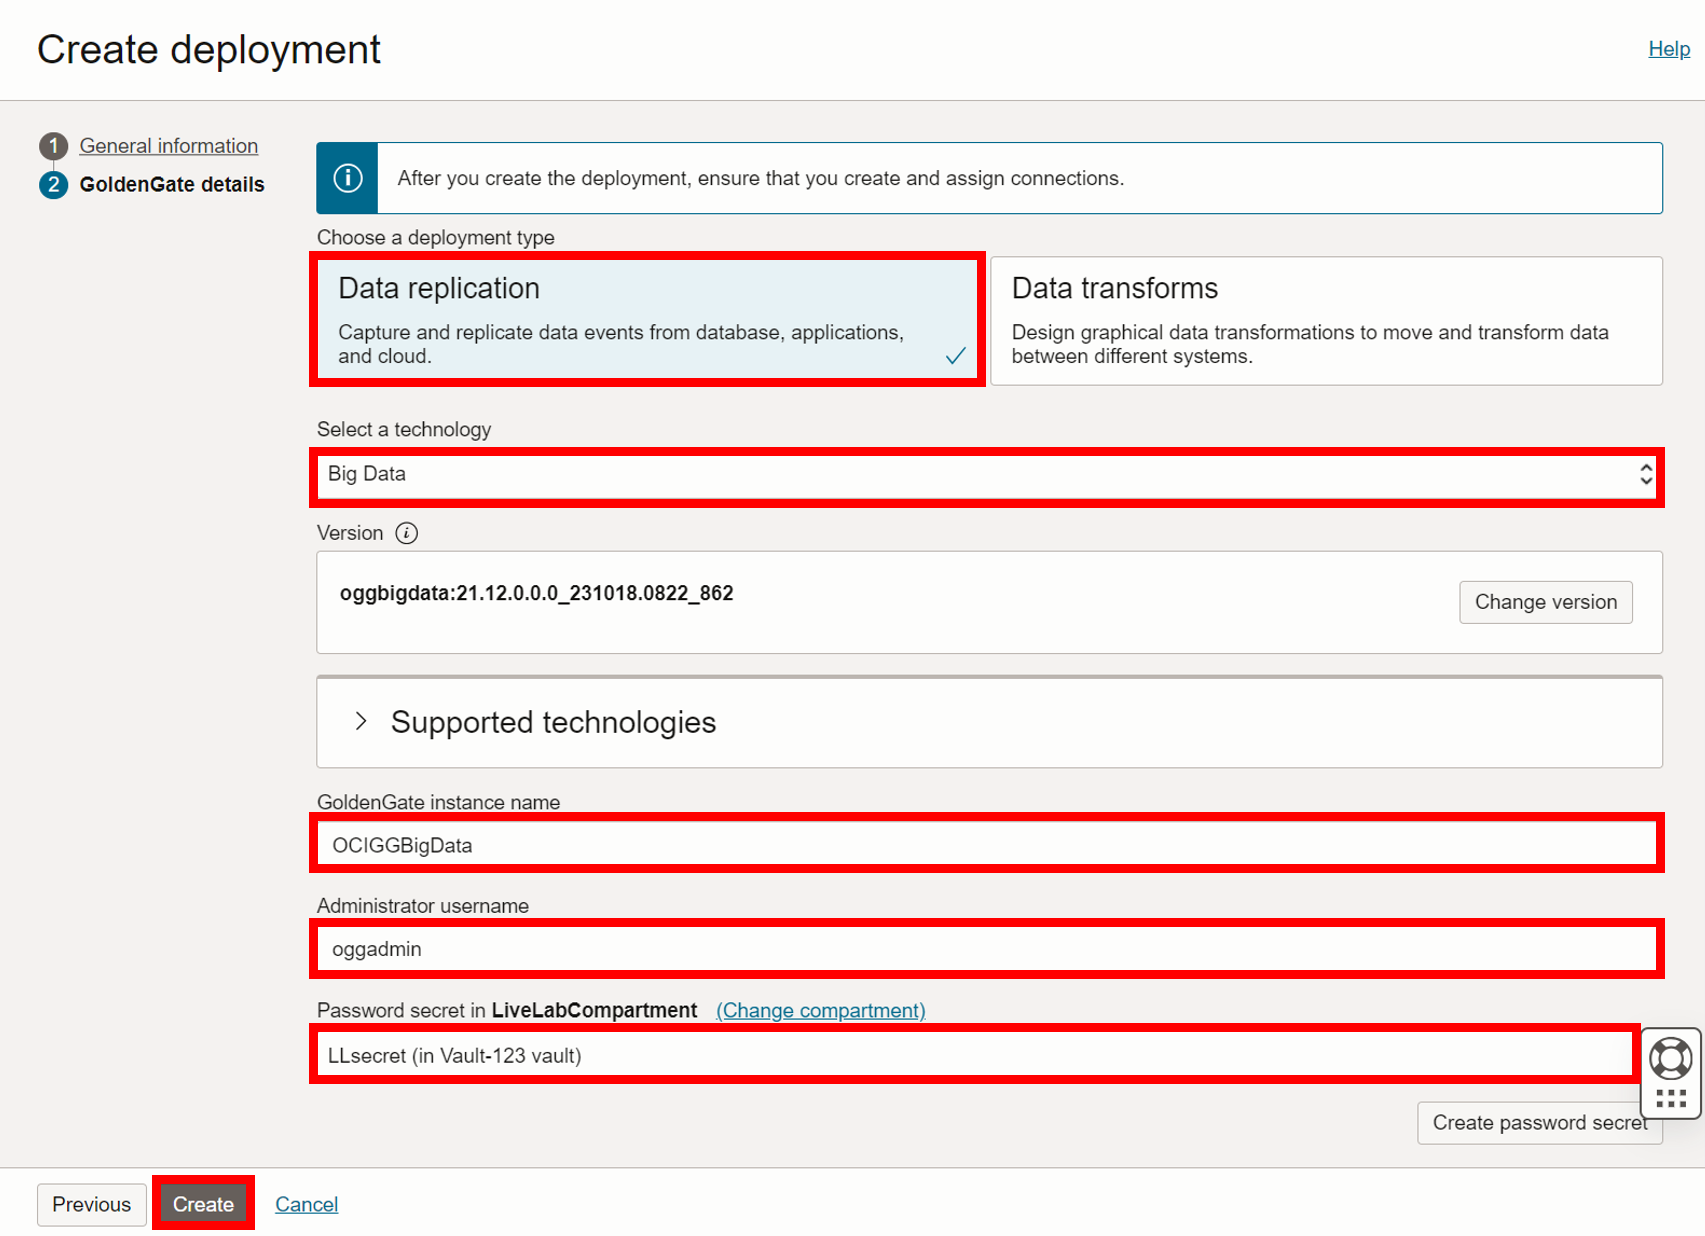 Create deployment
Help
1 General information
2 GoldenGate details
After you create the deployment, ensure that you create and assign connections.
Choose a deployment type
Data replication
Capture and replicate data events from database, applications,
and cloud.
Data transforms
Design graphical data transformations to move and transform data
between different systems.
Select a technology
Big Data
Version
oggbigdata:21.12.0.0.0_231018.0822_862
Change version
Supported technologies
GoldenGate instance name
OCIGGBigData
Administrator username
oggadmin
Password secret in LiveLabCompartment (Change compartment)
LLsecret (in Vault-123 vault)
Create password secret
Previous
Create
Cancel